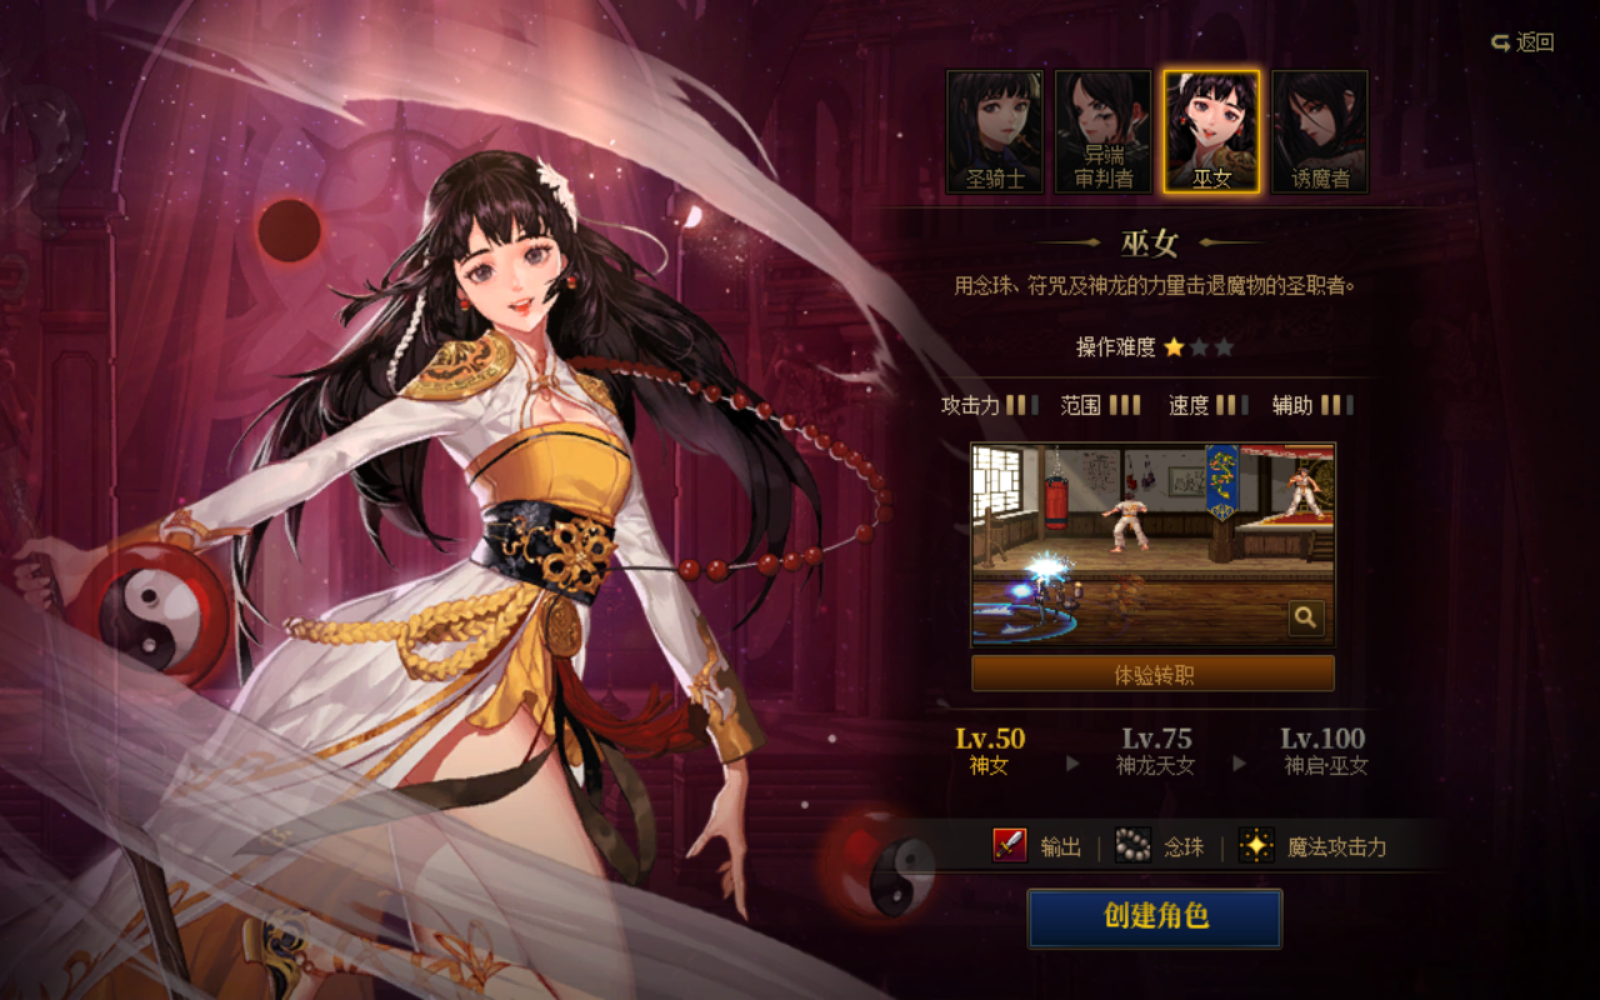 返回
圣骑士
异端
审判者
巫女
诱魔者
巫女
用念珠、符咒及神龙的力量击退魔物的圣职者。
操作难度
攻击力 范围 速度 辅助
体验转职
Lv.50 Lv.75 Lv.100
神女 神龙天女 神启·巫女
输出 | 念珠 | 魔法攻击力
创建角色